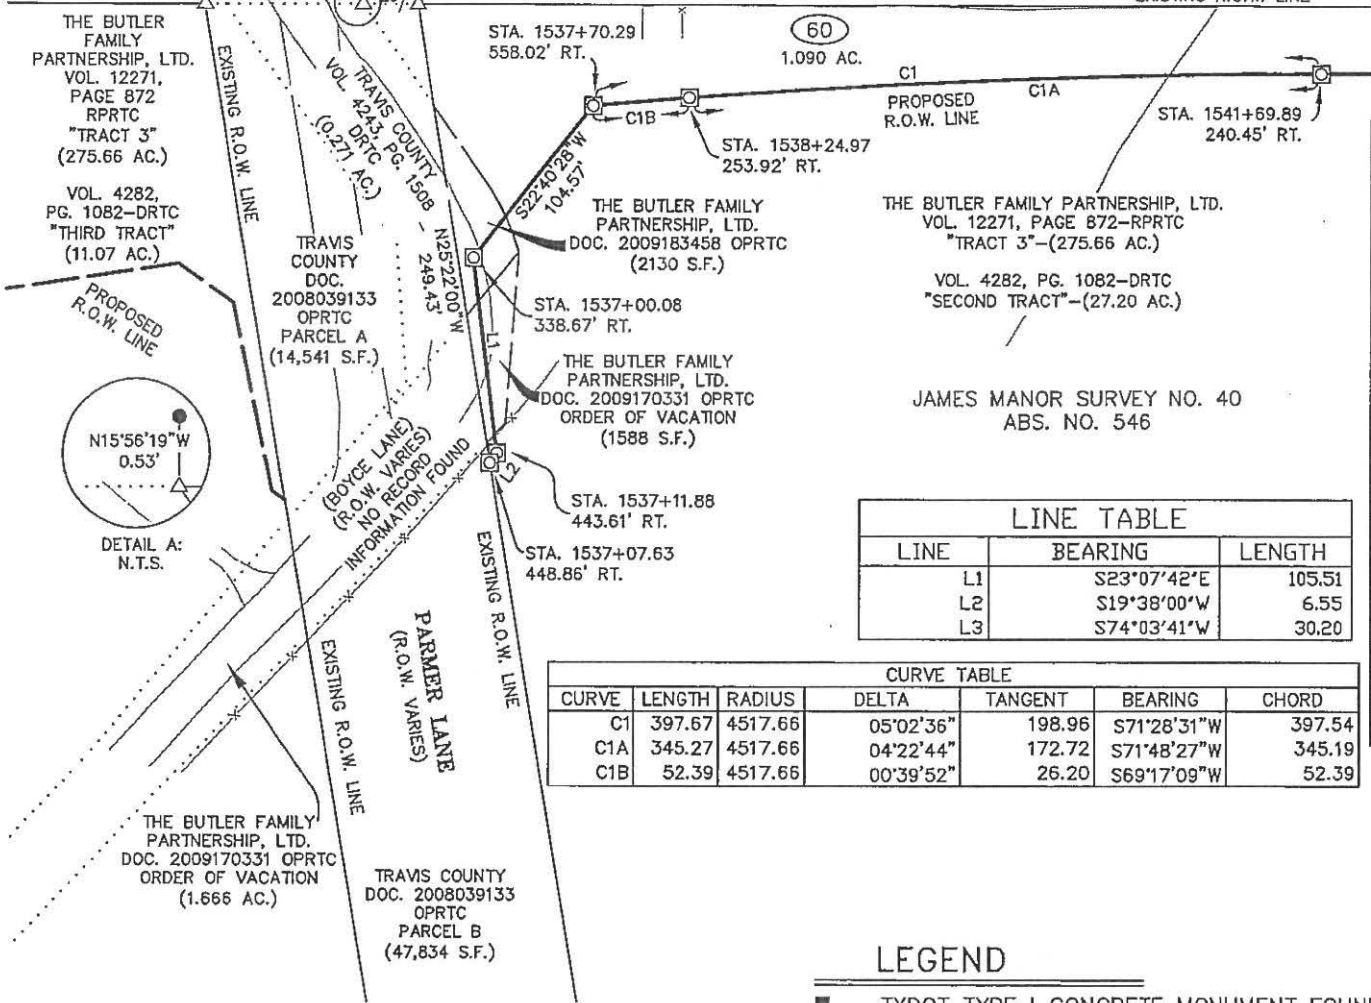 THE BUTLER
FAMILY
PARTNERSHIP, LTD.
VOL. 12271,
PAGE 872
RPRTC
"TRACT 3"
(275.66 AC.)
VOL. 4282,
PG. 1082-DRTC
"THIRD TRACT"
(11.07 AC.)
PROPOSED
R.O.W. LINE
EXISTING R.O.W. LINE
TRAVIS COUNTY
VOL. 4243, PG. 1508
DRTC
(0.271 AC.)
TRAVIS
COUNTY
DOC.
2008039133
OPRTC
PARCEL A
(14,541 S.F.)
N25°22'00"W
249.43'
STA. 1537+70.29
558.02' RT.
60
1.090 AC.
C1
C1A
C1B
PROPOSED
R.O.W. LINE
STA. 1538+24.97
253.92' RT.
STA. 1541+69.89
240.45' RT.
S22°40'28"W
104.57'
THE BUTLER FAMILY
PARTNERSHIP, LTD.
DOC. 2009183458 OPRTC
(2130 S.F.)
THE BUTLER FAMILY PARTNERSHIP, LTD.
VOL. 12271, PAGE 872-RPRTC
"TRACT 3"-(275.66 AC.)
VOL. 4282, PG. 1082-DRTC
"SECOND TRACT"-(27.20 AC.)
STA. 1537+00.08
338.67' RT.
L1
THE BUTLER FAMILY
PARTNERSHIP, LTD.
DOC. 2009170331 OPRTC
ORDER OF VACATION
(1588 S.F.)
JAMES MANOR SURVEY NO. 40
ABS. NO. 546
N15°56'19"W
0.53'
DETAIL A:
N.T.S.
(BOYCE LANE)
(R.O.W. VARIES)
NO RECORD
INFORMATION FOUND
L2
STA. 1537+11.88
443.61' RT.
STA. 1537+07.63
448.86' RT.
EXISTING R.O.W. LINE
EXISTING R.O.W. LINE
PARMER LANE
(R.O.W. VARIES)
LINE TABLE
LINE BEARING LENGTH
L1 S23°07'42"E 105.51
L2 S19°38'00"W 6.55
L3 S74°03'41"W 30.20
CURVE TABLE
CURVE LENGTH RADIUS DELTA TANGENT BEARING CHORD
C1 397.67 4517.66 05°02'36" 198.96 S71°28'31"W 397.54
C1A 345.27 4517.66 04°22'44" 172.72 S71°48'27"W 345.19
C1B 52.39 4517.66 00°39'52" 26.20 S69°17'09"W 52.39
THE BUTLER FAMILY
PARTNERSHIP, LTD.
DOC. 2009170331 OPRTC
ORDER OF VACATION
(1.666 AC.)
TRAVIS COUNTY
DOC. 2008039133
OPRTC
PARCEL B
(47,834 S.F.)
LEGEND